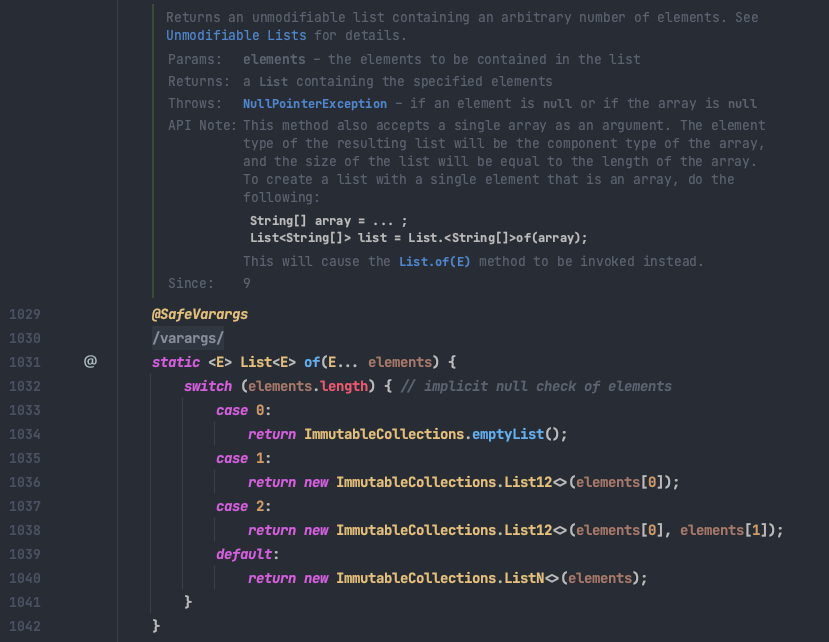 Returns an unmodifiable list containing an arbitrary number of elements. See
Unmodifiable Lists for details.
Params: elements – the elements to be contained in the list
Returns: a List containing the specified elements
Throws: NullPointerException – if an element is null or if the array is null
API Note: This method also accepts a single array as an argument. The element
type of the resulting list will be the component type of the array,
and the size of the list will be equal to the length of the array.
To create a list with a single element that is an array, do the
following:
String[] array = ... ;
List<String[]> list = List.<String[]>of(array);
This will cause the List.of(E) method to be invoked instead.
Since: 9
1029 @SafeVarargs
1030 /varargs/
1031 @ static <E> List<E> of(E... elements) {
1032 switch (elements.length) { // implicit null check of elements
1033 case 0:
1034 return ImmutableCollections.emptyList();
1035 case 1:
1036 return new ImmutableCollections.List12<>(elements[0]);
1037 case 2:
1038 return new ImmutableCollections.List12<>(elements[0], elements[1]);
1039 default:
1040 return new ImmutableCollections.ListN<>(elements);
1041 }
1042 }